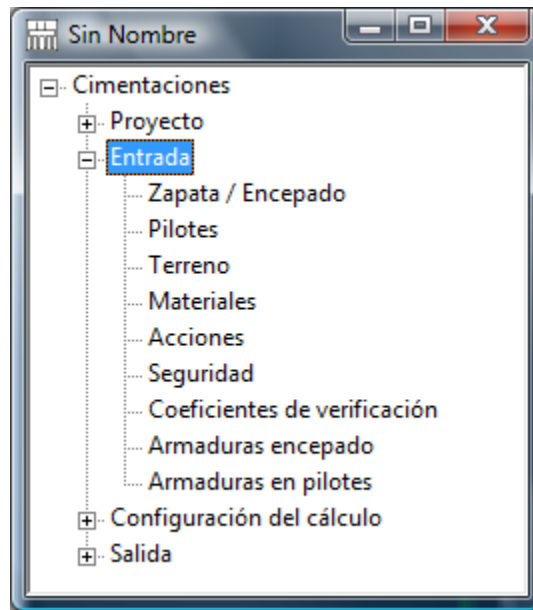 Sin Nombre
Cimentaciones
Proyecto
Entrada
Zapata / Encepado
Pilotes
Terreno
Materiales
Acciones
Seguridad
Coeficientes de verificación
Armaduras encepado
Armaduras en pilotes
Configuración del cálculo
Salida